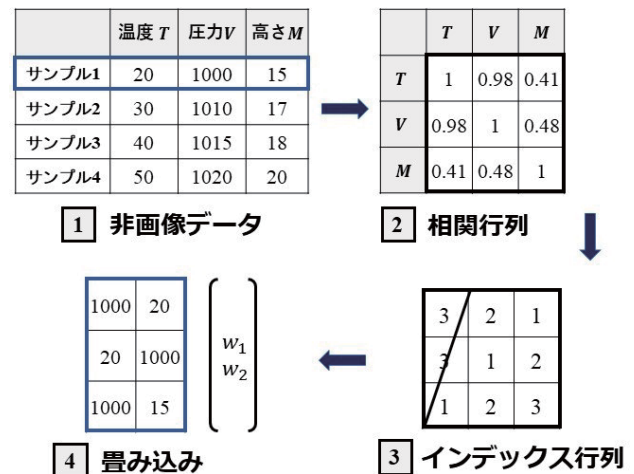 温度 T 圧力V 高さM
サンプル1 20 1000 15
サンプル2 30 1010 17
サンプル3 40 1015 18
サンプル4 50 1020 20
1 非画像データ
T V M
T 1 0.98 0.41
V 0.98 1 0.48
M 0.41 0.48 1
2 相関行列
1000 20
20 1000
1000 15
w₁
w₂
4 畳み込み
3 2 1
3 1 2
1 2 3
3 インデックス行列